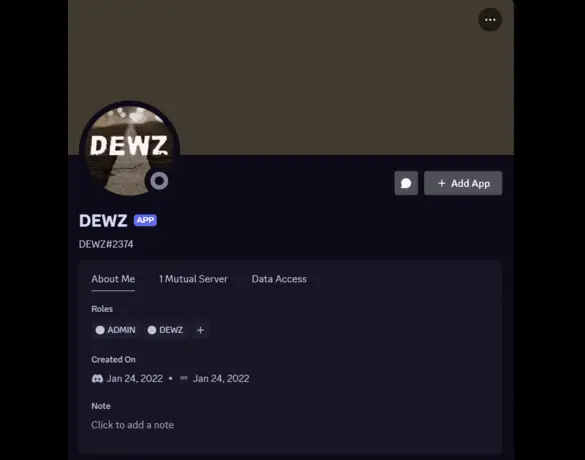 DEWZ
+ Add App
DEWZ APP
DEWZ#2374
About Me 1 Mutual Server Data Access
Roles
ADMIN DEWZ +
Created On
Jan 24, 2022 • Jan 24, 2022
Note
Click to add a note